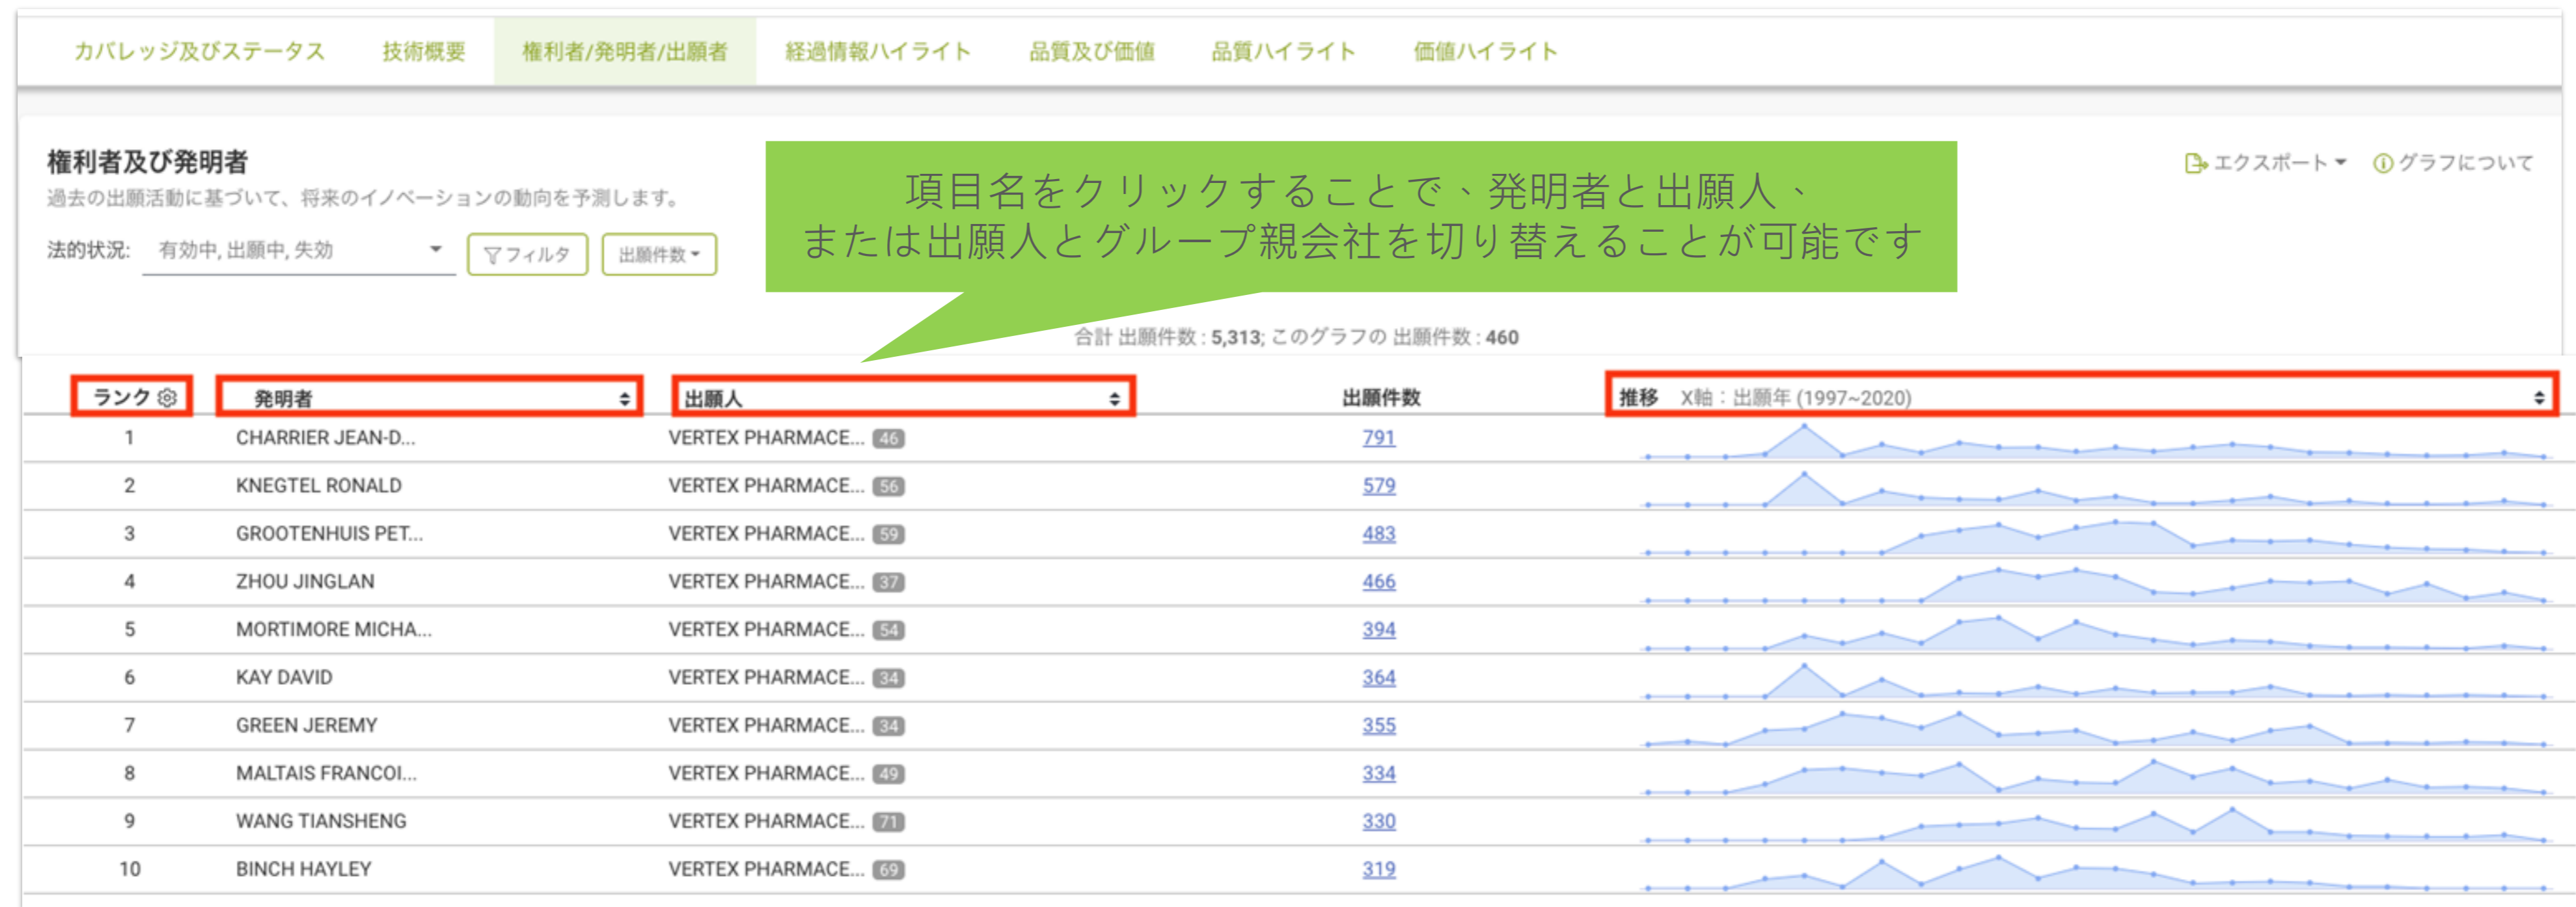 カバレッジ及びステータス 技術概要 権利者/発明者/出願者 経過情報ハイライト 品質及び価値 品質ハイライト 価値ハイライト
権利者及び発明者
過去の出願活動に基づいて、将来のイノベーションの動向を予測します。
エクスポート グラフについて
項目名をクリックすることで、発明者と出願人、
または出願人とグループ親会社を切り替えることが可能です
法的状況: 有効中, 出願中, 失効 フィルタ 出願件数
合計 出願件数 : 5,313; このグラフの 出願件数 : 460
ランク 発明者 出願人 出願件数 推移 X軸：出願年 (1997~2020)
1 CHARRIER JEAN-D... VERTEX PHARMACE... 46 791
2 KNEGTEL RONALD VERTEX PHARMACE... 56 579
3 GROOTENHUIS PET... VERTEX PHARMACE... 59 483
4 ZHOU JINGLAN VERTEX PHARMACE... 37 466
5 MORTIMORE MICHA... VERTEX PHARMACE... 54 394
6 KAY DAVID VERTEX PHARMACE... 34 364
7 GREEN JEREMY VERTEX PHARMACE... 34 355
8 MALTAIS FRANCOI... VERTEX PHARMACE... 49 334
9 WANG TIANSHENG VERTEX PHARMACE... 71 330
10 BINCH HAYLEY VERTEX PHARMACE... 69 319